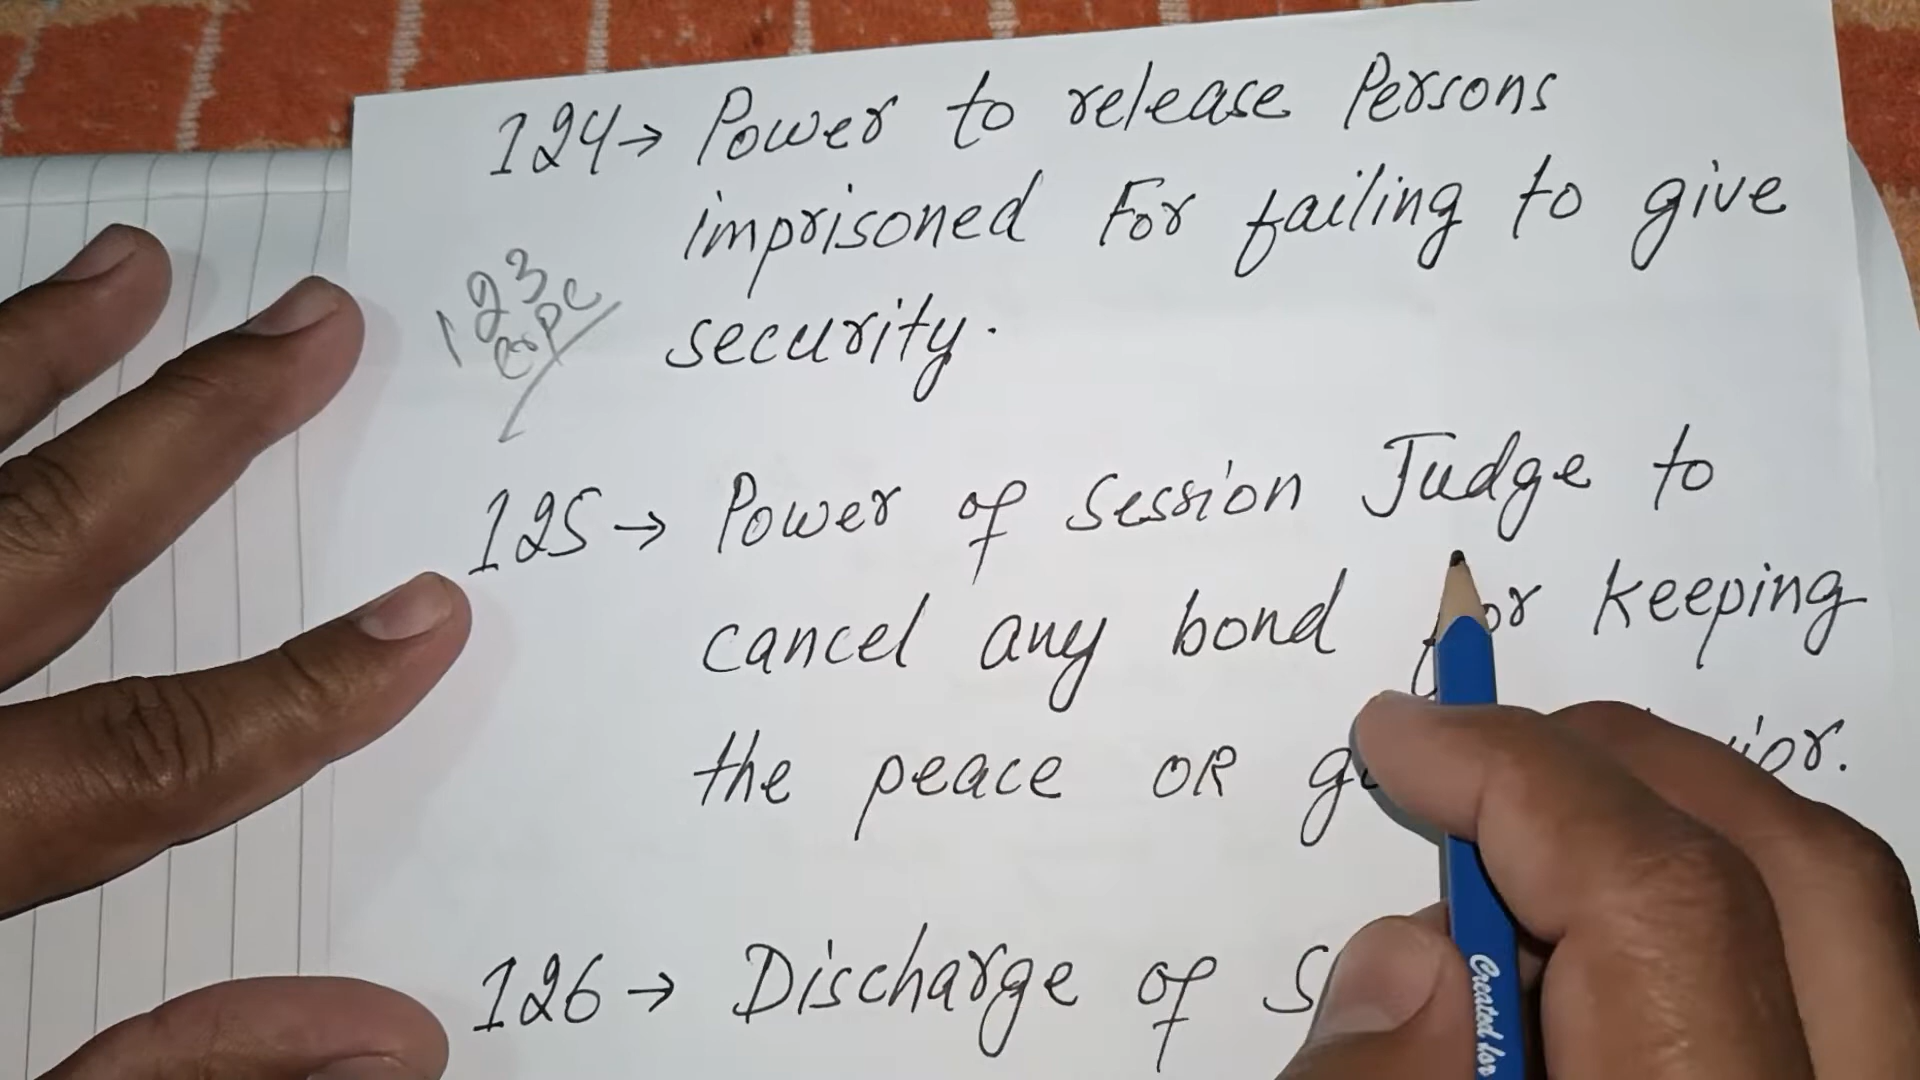 124→ Power to release Persons
imprisoned For failing to give
security.
123
CrPC
125→ Power of session Judge to
cancel any bond for keeping
the peace OR
126→ Discharge of
Created for